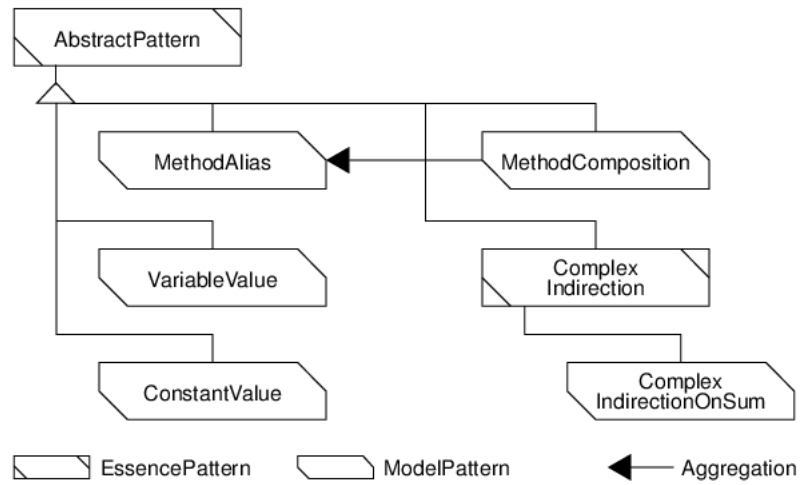 AbstractPattern
MethodAlias
MethodComposition
VariableValue
Complex
Indirection
ConstantValue
Complex
IndirectionOnSum
EssencePattern
ModelPattern
Aggregation